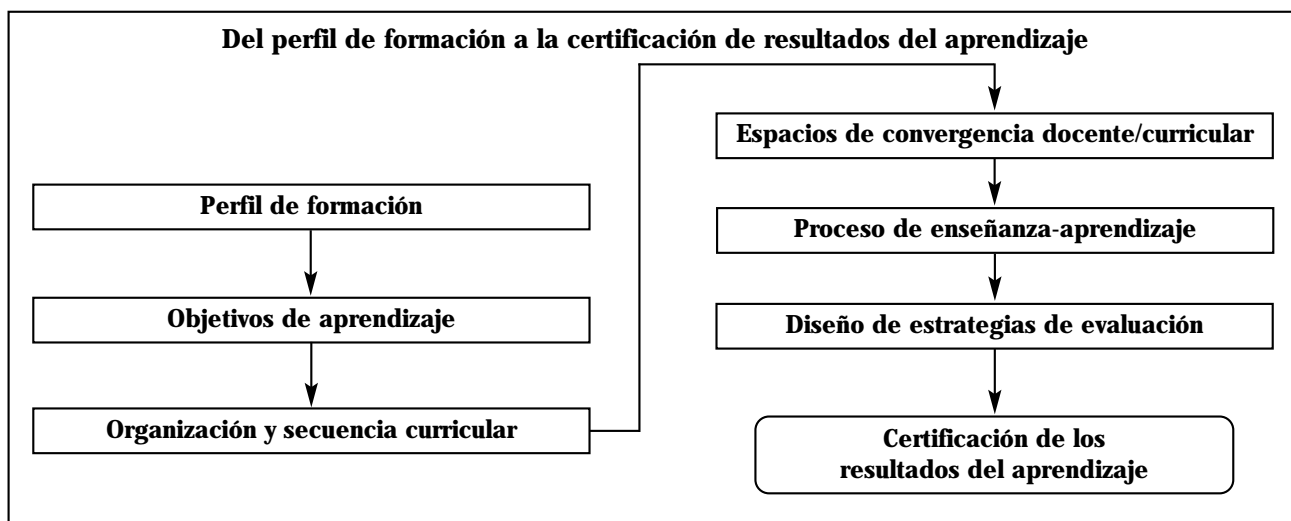 Del perfil de formación a la certificación de resultados del aprendizaje
Perfil de formación
Objetivos de aprendizaje
Organización y secuencia curricular
Espacios de convergencia docente/curricular
Proceso de enseñanza-aprendizaje
Diseño de estrategias de evaluación
Certificación de los
resultados del aprendizaje